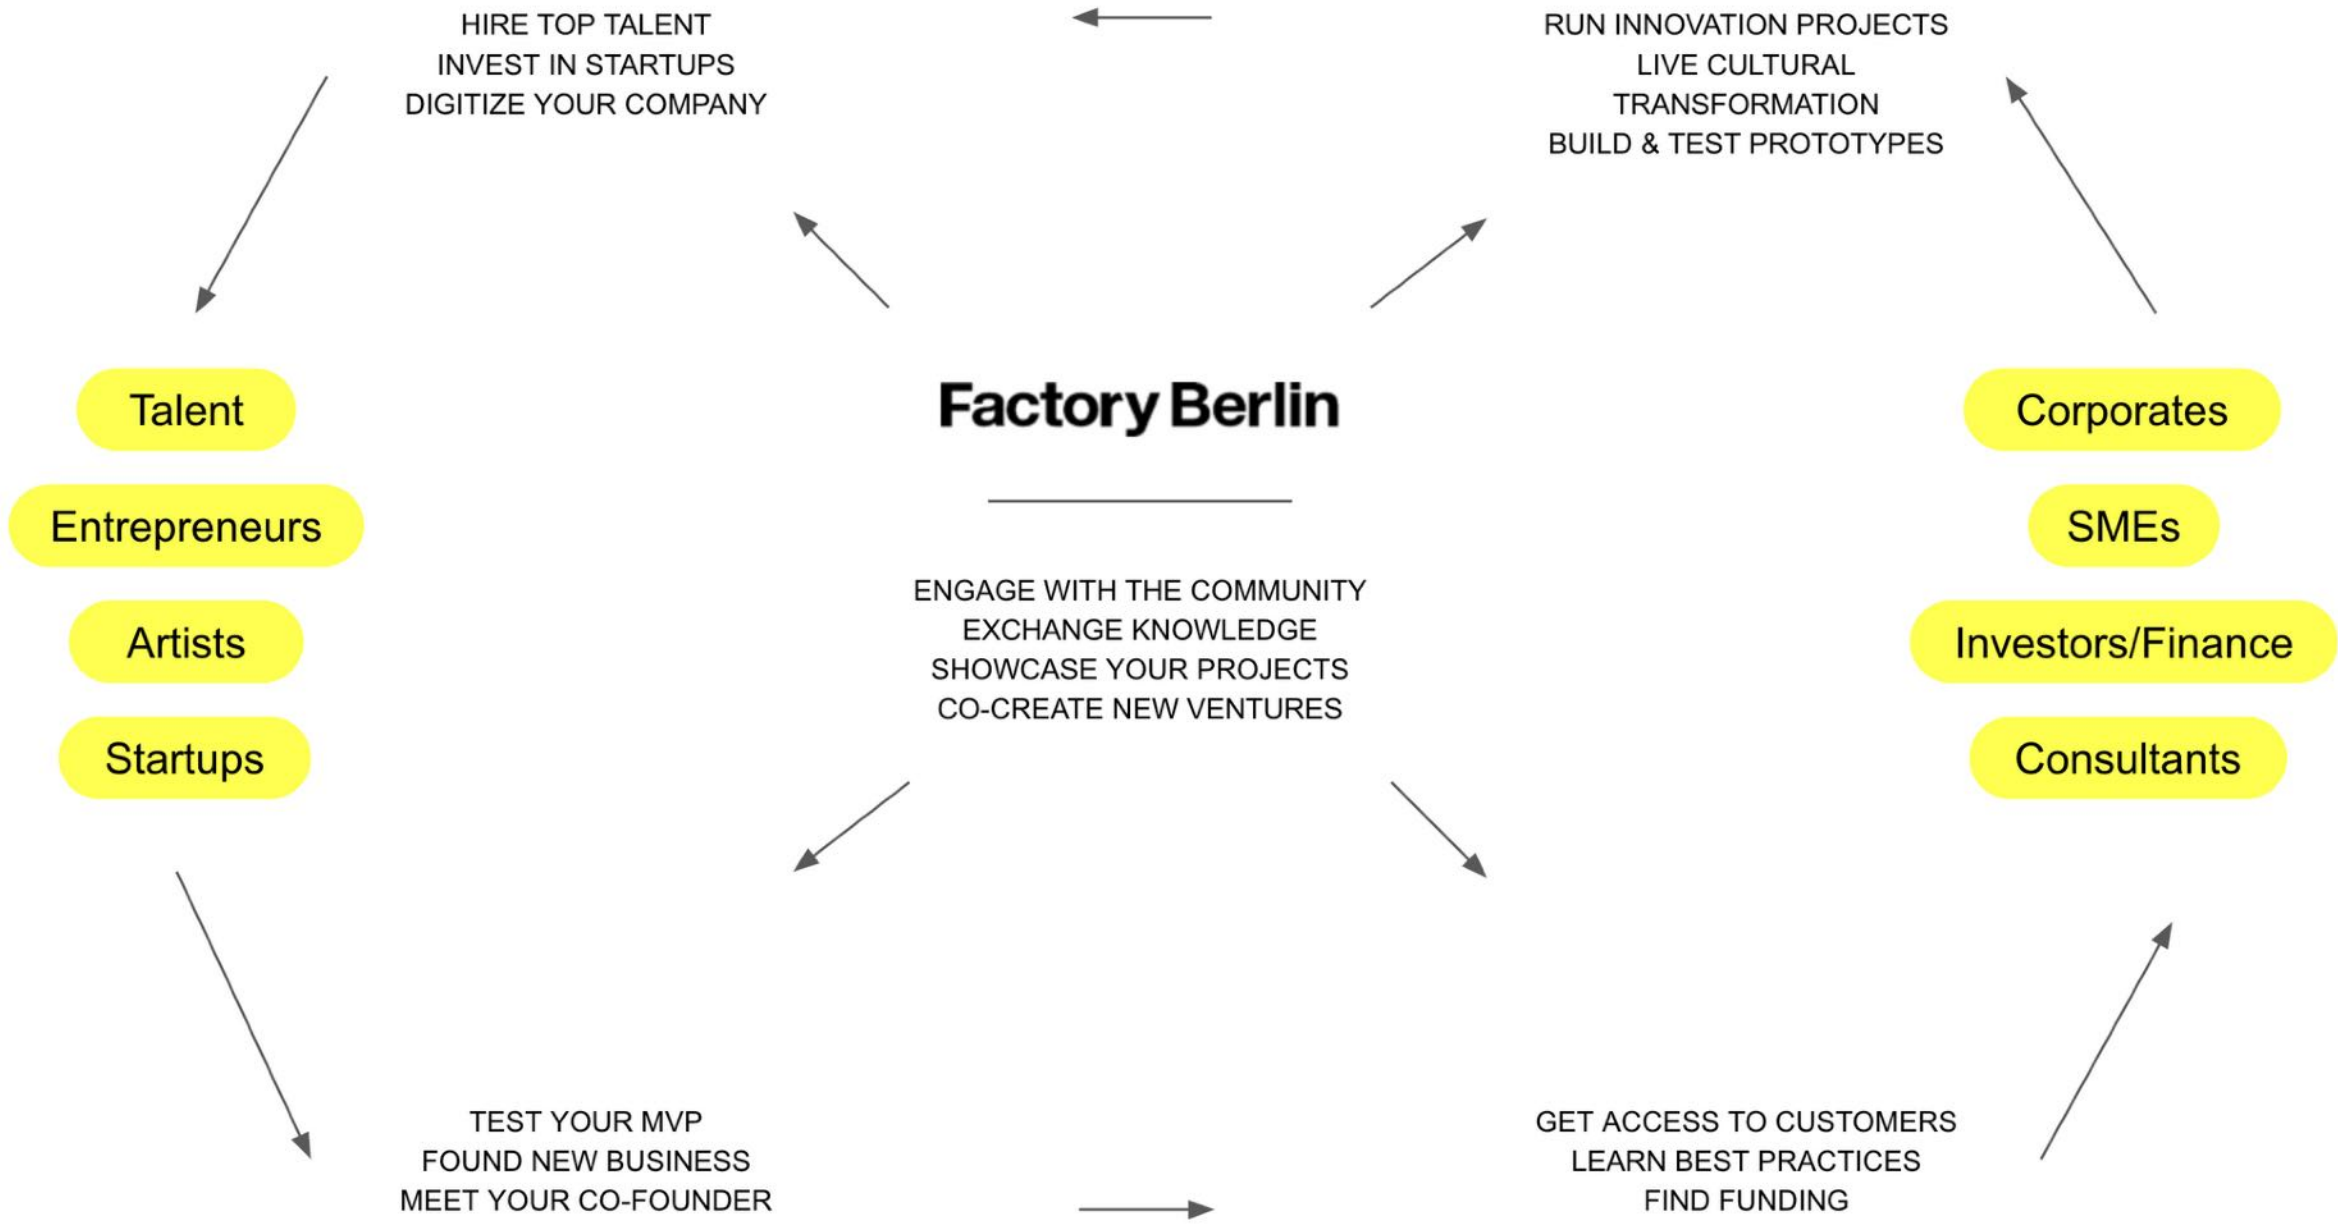 HIRE TOP TALENT
INVEST IN STARTUPS
DIGITIZE YOUR COMPANY
RUN INNOVATION PROJECTS
LIVE CULTURAL
TRANSFORMATION
BUILD & TEST PROTOTYPES
Talent
Entrepreneurs
Artists
Startups
Factory Berlin
ENGAGE WITH THE COMMUNITY
EXCHANGE KNOWLEDGE
SHOWCASE YOUR PROJECTS
CO-CREATE NEW VENTURES
Corporates
SMEs
Investors/Finance
Consultants
TEST YOUR MVP
FOUND NEW BUSINESS
MEET YOUR CO-FOUNDER
GET ACCESS TO CUSTOMERS
LEARN BEST PRACTICES
FIND FUNDING